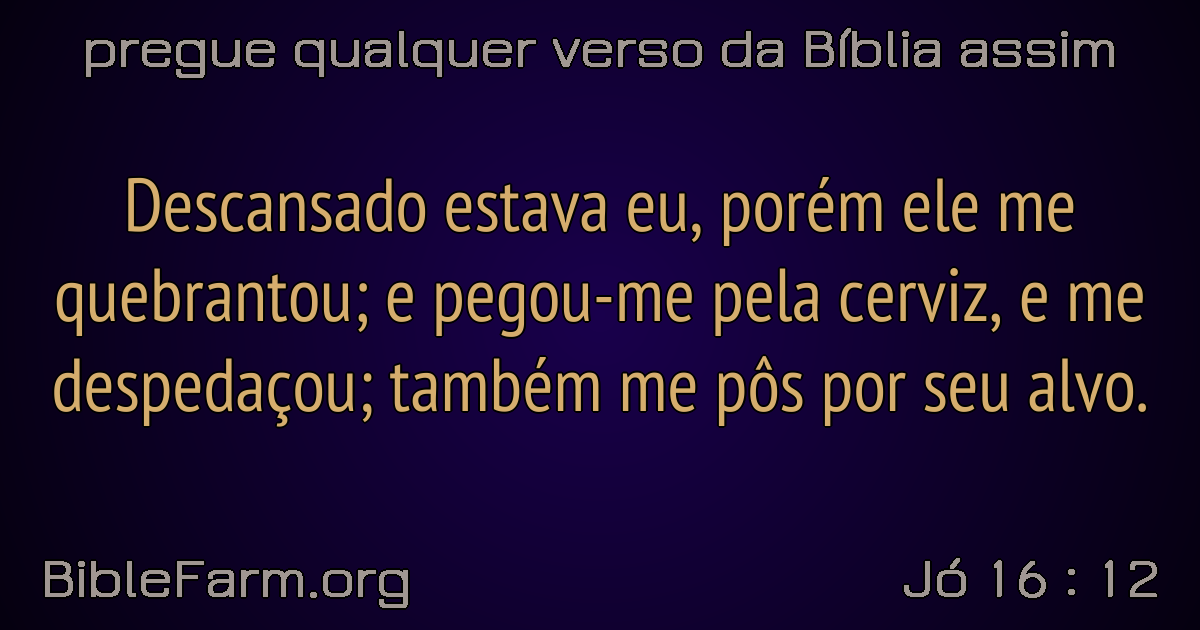 pregue qualquer verso da Bíblia assim
Descansado estava eu, porém ele me
quebrantou; e pegou-me pela cerviz, e me
despedaçou; também me pôs por seu alvo.
BibleFarm.org
Jó 16 : 12